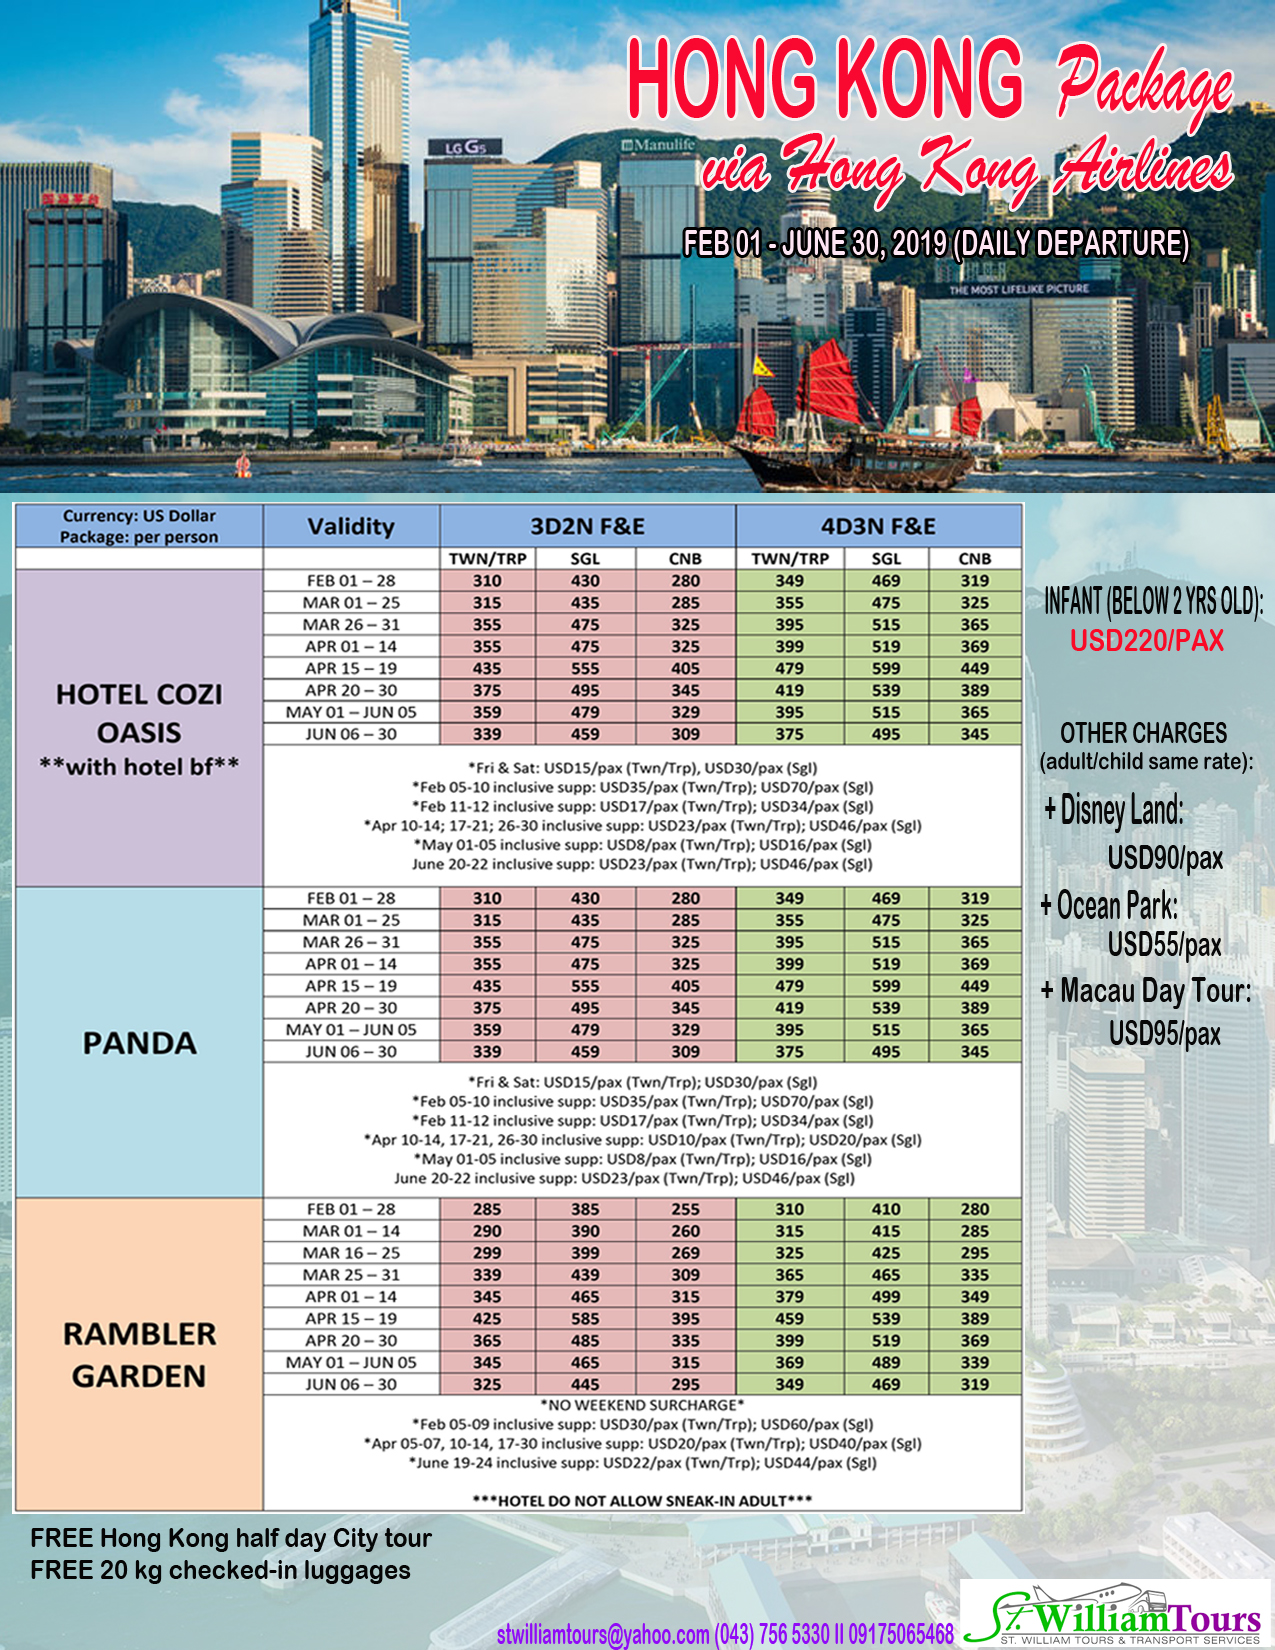 HONG KONG Package
via Hong Kong Airlines
FEB 01 - JUNE 30, 2019 (DAILY DEPARTURE)
LG G5
Manulife
THE MOST LIFELIKE PICTURE
Currency: US Dollar
Package: per person
Validity 3D2N F&E 4D3N F&E
TWN/TRP SGL CNB TWN/TRP SGL CNB
HOTEL COZI
OASIS
**with hotel bf**
FEB 01 – 28 310 430 280 349 469 319
MAR 01 – 25 315 435 285 355 475 325
MAR 26 – 31 355 475 325 395 515 365
APR 01 – 14 355 475 325 399 519 369
APR 15 – 19 435 555 405 479 599 449
APR 20 – 30 375 495 345 419 539 389
MAY 01 – JUN 05 359 479 329 395 515 365
JUN 06 – 30 339 459 309 375 495 345
*Fri & Sat: USD15/pax (Twn/Trp), USD30/pax (Sgl)
*Feb 05-10 inclusive supp: USD35/pax (Twn/Trp); USD70/pax (Sgl)
*Feb 11-12 inclusive supp: USD17/pax (Twn/Trp); USD34/pax (Sgl)
*Apr 10-14; 17-21; 26-30 inclusive supp: USD23/pax (Twn/Trp); USD46/pax (Sgl)
*May 01-05 inclusive supp: USD8/pax (Twn/Trp); USD16/pax (Sgl)
June 20-22 inclusive supp: USD23/pax (Twn/Trp); USD46/pax (Sgl)
PANDA
FEB 01 – 28 310 430 280 349 469 319
MAR 01 – 25 315 435 285 355 475 325
MAR 26 – 31 355 475 325 395 515 365
APR 01 – 14 355 475 325 399 519 369
APR 15 – 19 435 555 405 479 599 449
APR 20 – 30 375 495 345 419 539 389
MAY 01 – JUN 05 359 479 329 395 515 365
JUN 06 – 30 339 459 309 375 495 345
*Fri & Sat: USD15/pax (Twn/Trp); USD30/pax (Sgl)
*Feb 05-10 inclusive supp: USD35/pax (Twn/Trp); USD70/pax (Sgl)
*Feb 11-12 inclusive supp: USD17/pax (Twn/Trp); USD34/pax (Sgl)
*Apr 10-14, 17-21, 26-30 inclusive supp: USD10/pax (Twn/Trp); USD20/pax (Sgl)
*May 01-05 inclusive supp: USD8/pax (Twn/Trp); USD16/pax (Sgl)
June 20-22 inclusive supp: USD23/pax (Twn/Trp); USD46/pax (Sgl)
RAMBLER
GARDEN
FEB 01 – 28 285 385 255 310 410 280
MAR 01 – 14 290 390 260 315 415 285
MAR 16 – 25 299 399 269 325 425 295
MAR 25 – 31 339 439 309 365 465 335
APR 01 – 14 345 465 315 379 499 349
APR 15 – 19 425 585 395 459 539 389
APR 20 – 30 365 485 335 399 519 369
MAY 01 – JUN 05 345 465 315 369 489 339
JUN 06 – 30 325 445 295 349 469 319
*NO WEEKEND SURCHARGE*
*Feb 05-09 inclusive supp: USD30/pax (Twn/Trp); USD60/pax (Sgl)
*Apr 05-07, 10-14, 17-30 inclusive supp: USD20/pax (Twn/Trp); USD40/pax (Sgl)
*June 19-24 inclusive supp: USD22/pax (Twn/Trp); USD44/pax (Sgl)
***HOTEL DO NOT ALLOW SNEAK-IN ADULT***
INFANT (BELOW 2 YRS OLD):
USD220/PAX
OTHER CHARGES
(adult/child same rate):
+ Disney Land:
USD90/pax
+ Ocean Park:
USD55/pax
+ Macau Day Tour:
USD95/pax
FREE Hong Kong half day City tour
FREE 20 kg checked-in luggages
stwilliamtours@yahoo.com (043) 756 5330 II 09175065468
St. WilliamTours
ST. WILLIAM TOURS & TRANSPORT SERVICES